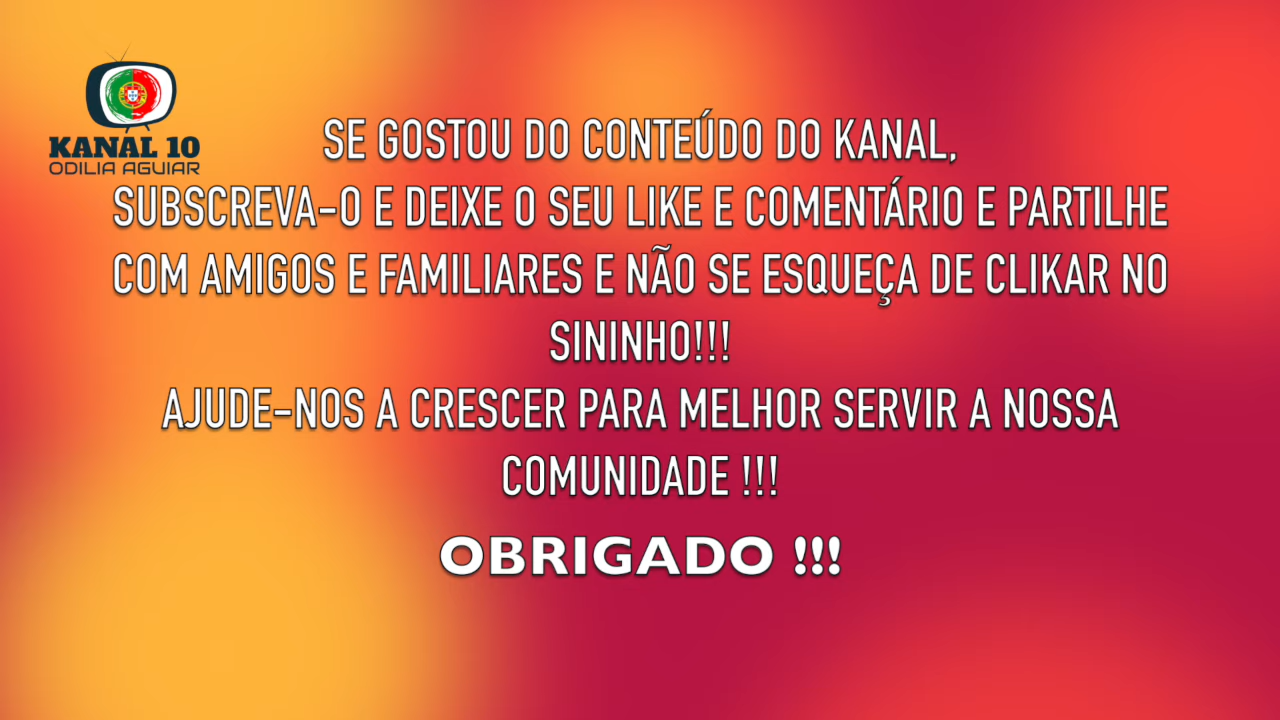 KANAL 10
ODILIA AGUIAR
SE GOSTOU DO CONTEÚDO DO KANAL,
SUBSCREVA-O E DEIXE O SEU LIKE E COMENTÁRIO E PARTILHE
COM AMIGOS E FAMILIARES E NÃO SE ESQUEÇA DE CLIKAR NO
SININHO!!!
AJUDE-NOS A CRESCER PARA MELHOR SERVIR A NOSSA
COMUNIDADE !!!
OBRIGADO !!!